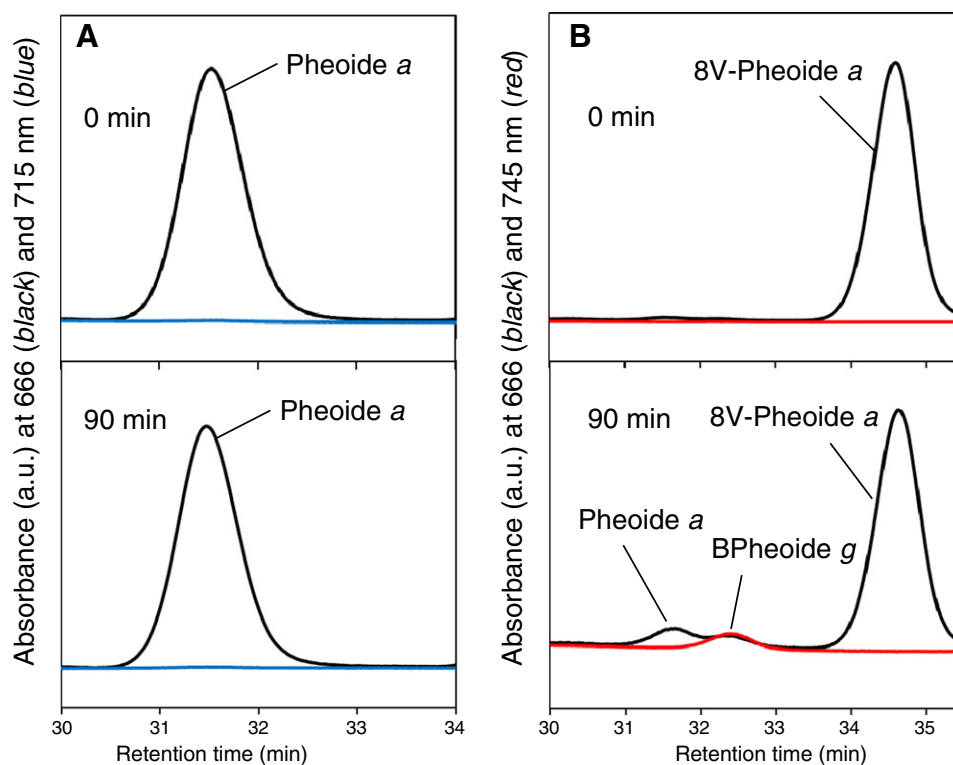 A
Absorbance (a.u.) at 666 (black) and 715 nm (blue)
0 min
Pheoide a
90 min
Pheoide a
30 31 32 33 34
Retention time (min)
B
Absorbance (a.u.) at 666 (black) and 745 nm (red)
0 min
8V-Pheoide a
90 min
8V-Pheoide a
Pheoide a
BPheoide g
30 31 32 33 34 35
Retention time (min)